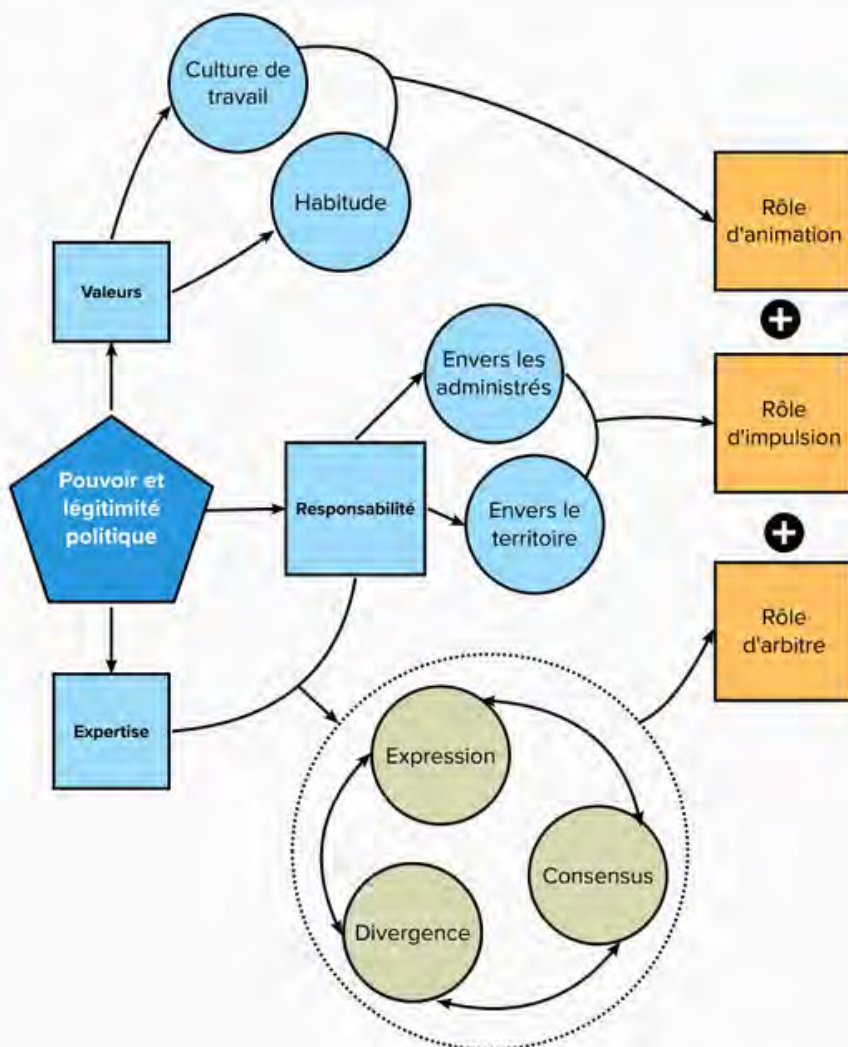 Culture de
travail
Habitude
Rôle
d'animation
Valeurs
Envers les
administrés
Rôle
d'impulsion
Pouvoir et
légitimité
politique
Responsabilité
Envers le
territoire
Rôle
d'arbitre
Expertise
Expression
Consensus
Divergence